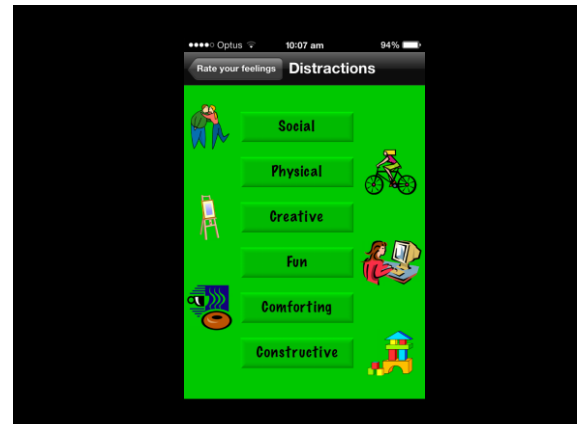 ●●●●○ Optus 10:07 am 94%
Rate your feelings Distractions
Social
Physical
Creative
Fun
Comforting
Constructive